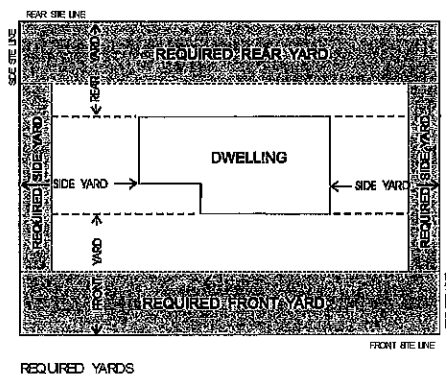 REAR SITE LINE
SIDE SITE LINE
REQUIRED REAR YARD
REAR YARD
REQUIRED SIDE YARD
DWELLING
SIDE YARD
SIDE YARD
REQUIRED SIDE YARD
FRONT YARD
REQUIRED FRONT YARD
FRONT SITE LINE
REQUIRED YARDS